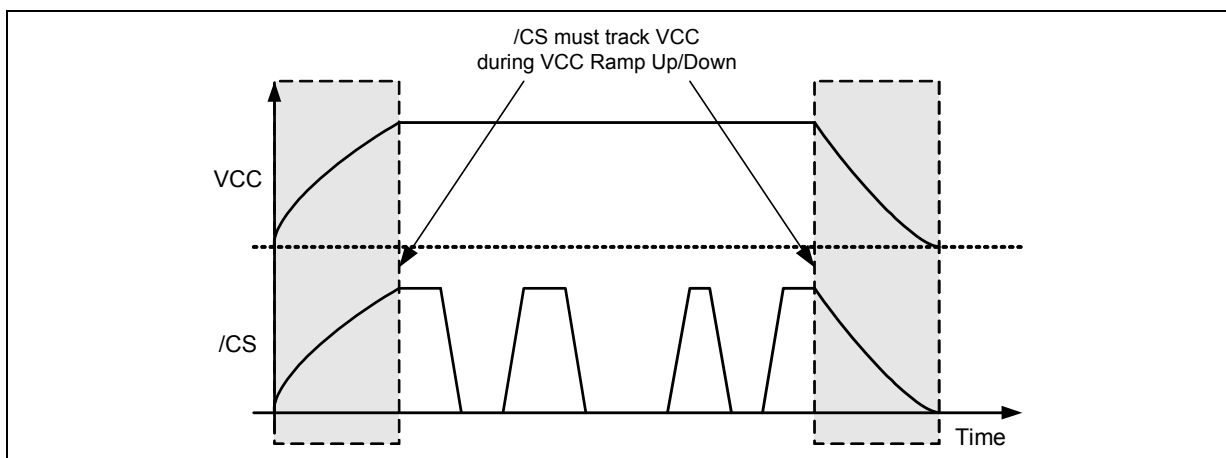 /CS must track VCC
during VCC Ramp Up/Down
VCC
/CS
Time